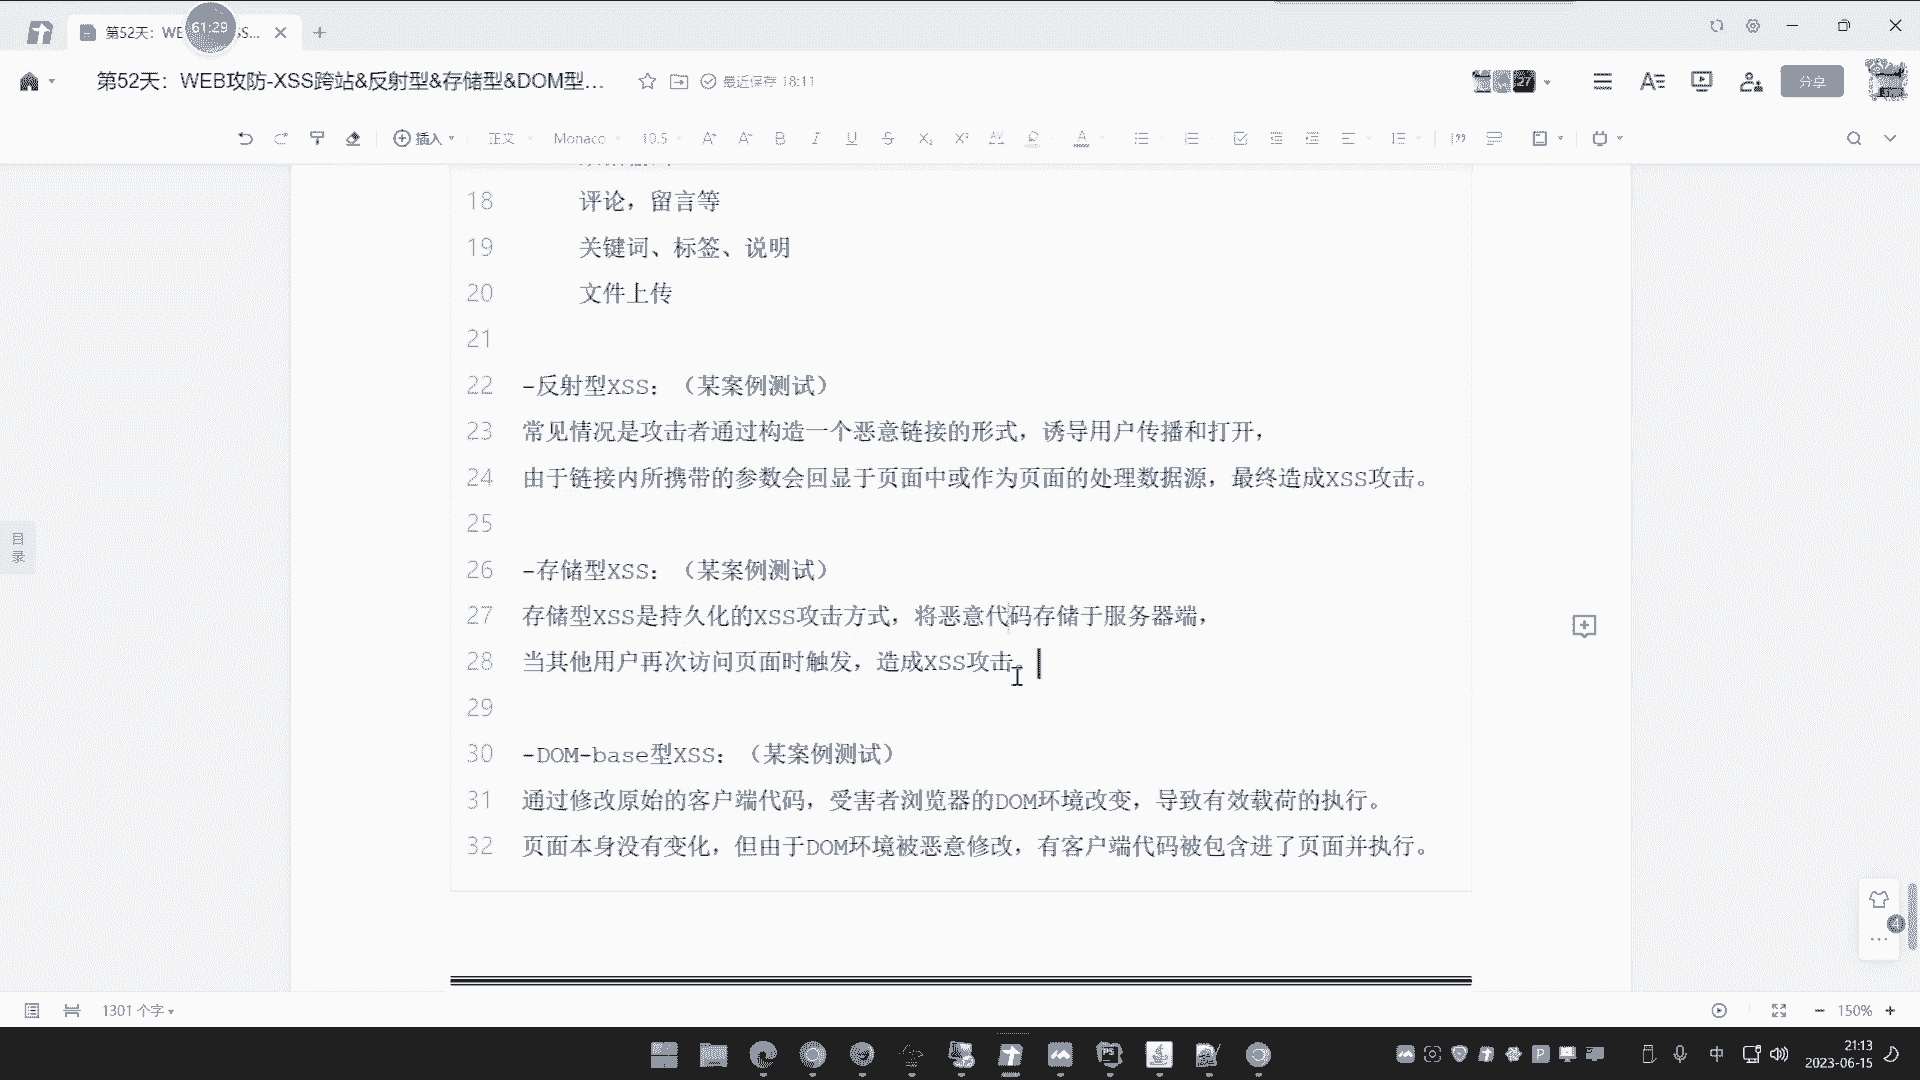 第52天：WE
S...
61:29
第52天：WEB攻防-XSS跨站&反射型&存储型&DOM型...
最近保存 18:11
27
分享
插入
正文
Monaco
10.5
18 评论，留言等
19 关键词、标签、说明
20 文件上传
21
22 -反射型XSS：（某案例测试）
23 常见情况是攻击者通过构造一个恶意链接的形式，诱导用户传播和打开，
24 由于链接内所携带的参数会回显于页面中或作为页面的处理数据源，最终造成XSS攻击。
25
26 -存储型XSS：（某案例测试）
27 存储型XSS是持久化的XSS攻击方式，将恶意代码存储于服务器端，
28 当其他用户再次访问页面时触发，造成XSS攻击。
29
30 -DOM-base型XSS：（某案例测试）
31 通过修改原始的客户端代码，受害者浏览器的DOM环境改变，导致有效载荷的执行。
32 页面本身没有变化，但由于DOM环境被恶意修改，有客户端代码被包含进了页面并执行。
目录
4
1301 个字
150%
中
21:13
2023-06-15